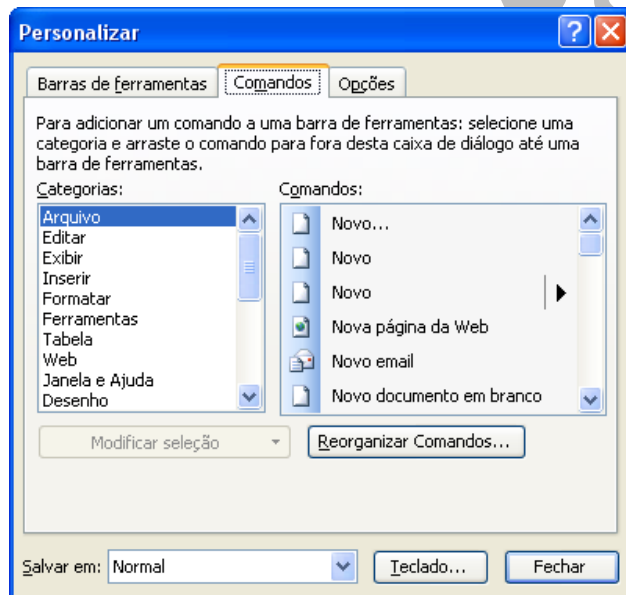 Personalizar
Barras de ferramentas
Comandos
Opções
Para adicionar um comando a uma barra de ferramentas: selecione uma
categoria e arraste o comando para fora desta caixa de diálogo até uma
barra de ferramentas.
Categorias:
Arquivo
Editar
Exibir
Inserir
Formatar
Ferramentas
Tabela
Web
Janela e Ajuda
Desenho
Comandos:
Novo...
Novo
Novo
Nova página da Web
Novo email
Novo documento em branco
Modificar seleção
Reorganizar Comandos...
Salvar em: Normal
Teclado...
Fechar